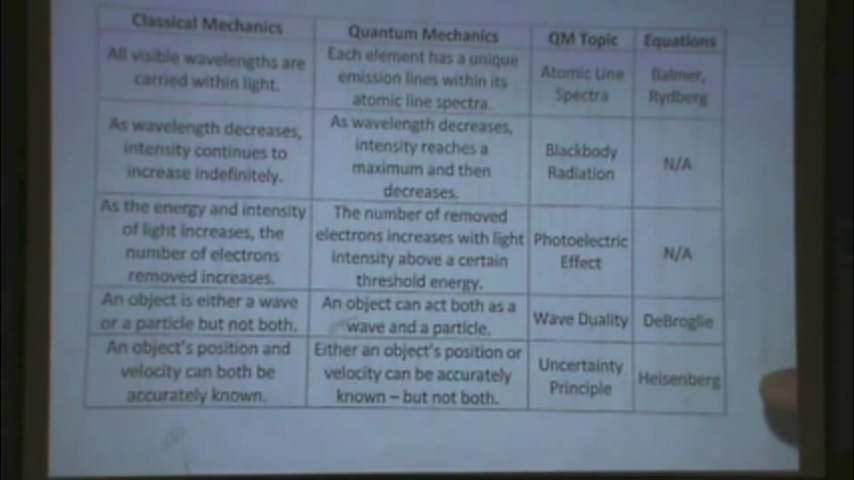 Classical Mechanics
Quantum Mechanics
QM Topic
Equations
All visible wavelengths are
carried within light.
Each element has a unique
emission lines within its
atomic line spectra.
Atomic Line
Spectra
Balmer,
Rydberg
As wavelength decreases,
intensity continues to
increase indefinitely.
As wavelength decreases,
intensity reaches a
maximum and then
decreases.
Blackbody
Radiation
N/A
As the energy and intensity
of light increases, the
number of electrons
removed increases.
The number of removed
electrons increases with light
intensity above a certain
threshold energy.
Photoelectric
Effect
N/A
An object is either a wave
or a particle but not both.
An object can act both as a
wave and a particle.
Wave Duality
DeBroglie
An object's position and
velocity can both be
accurately known.
Either an object's position or
velocity can be accurately
known – but not both.
Uncertainty
Principle
Heisenberg